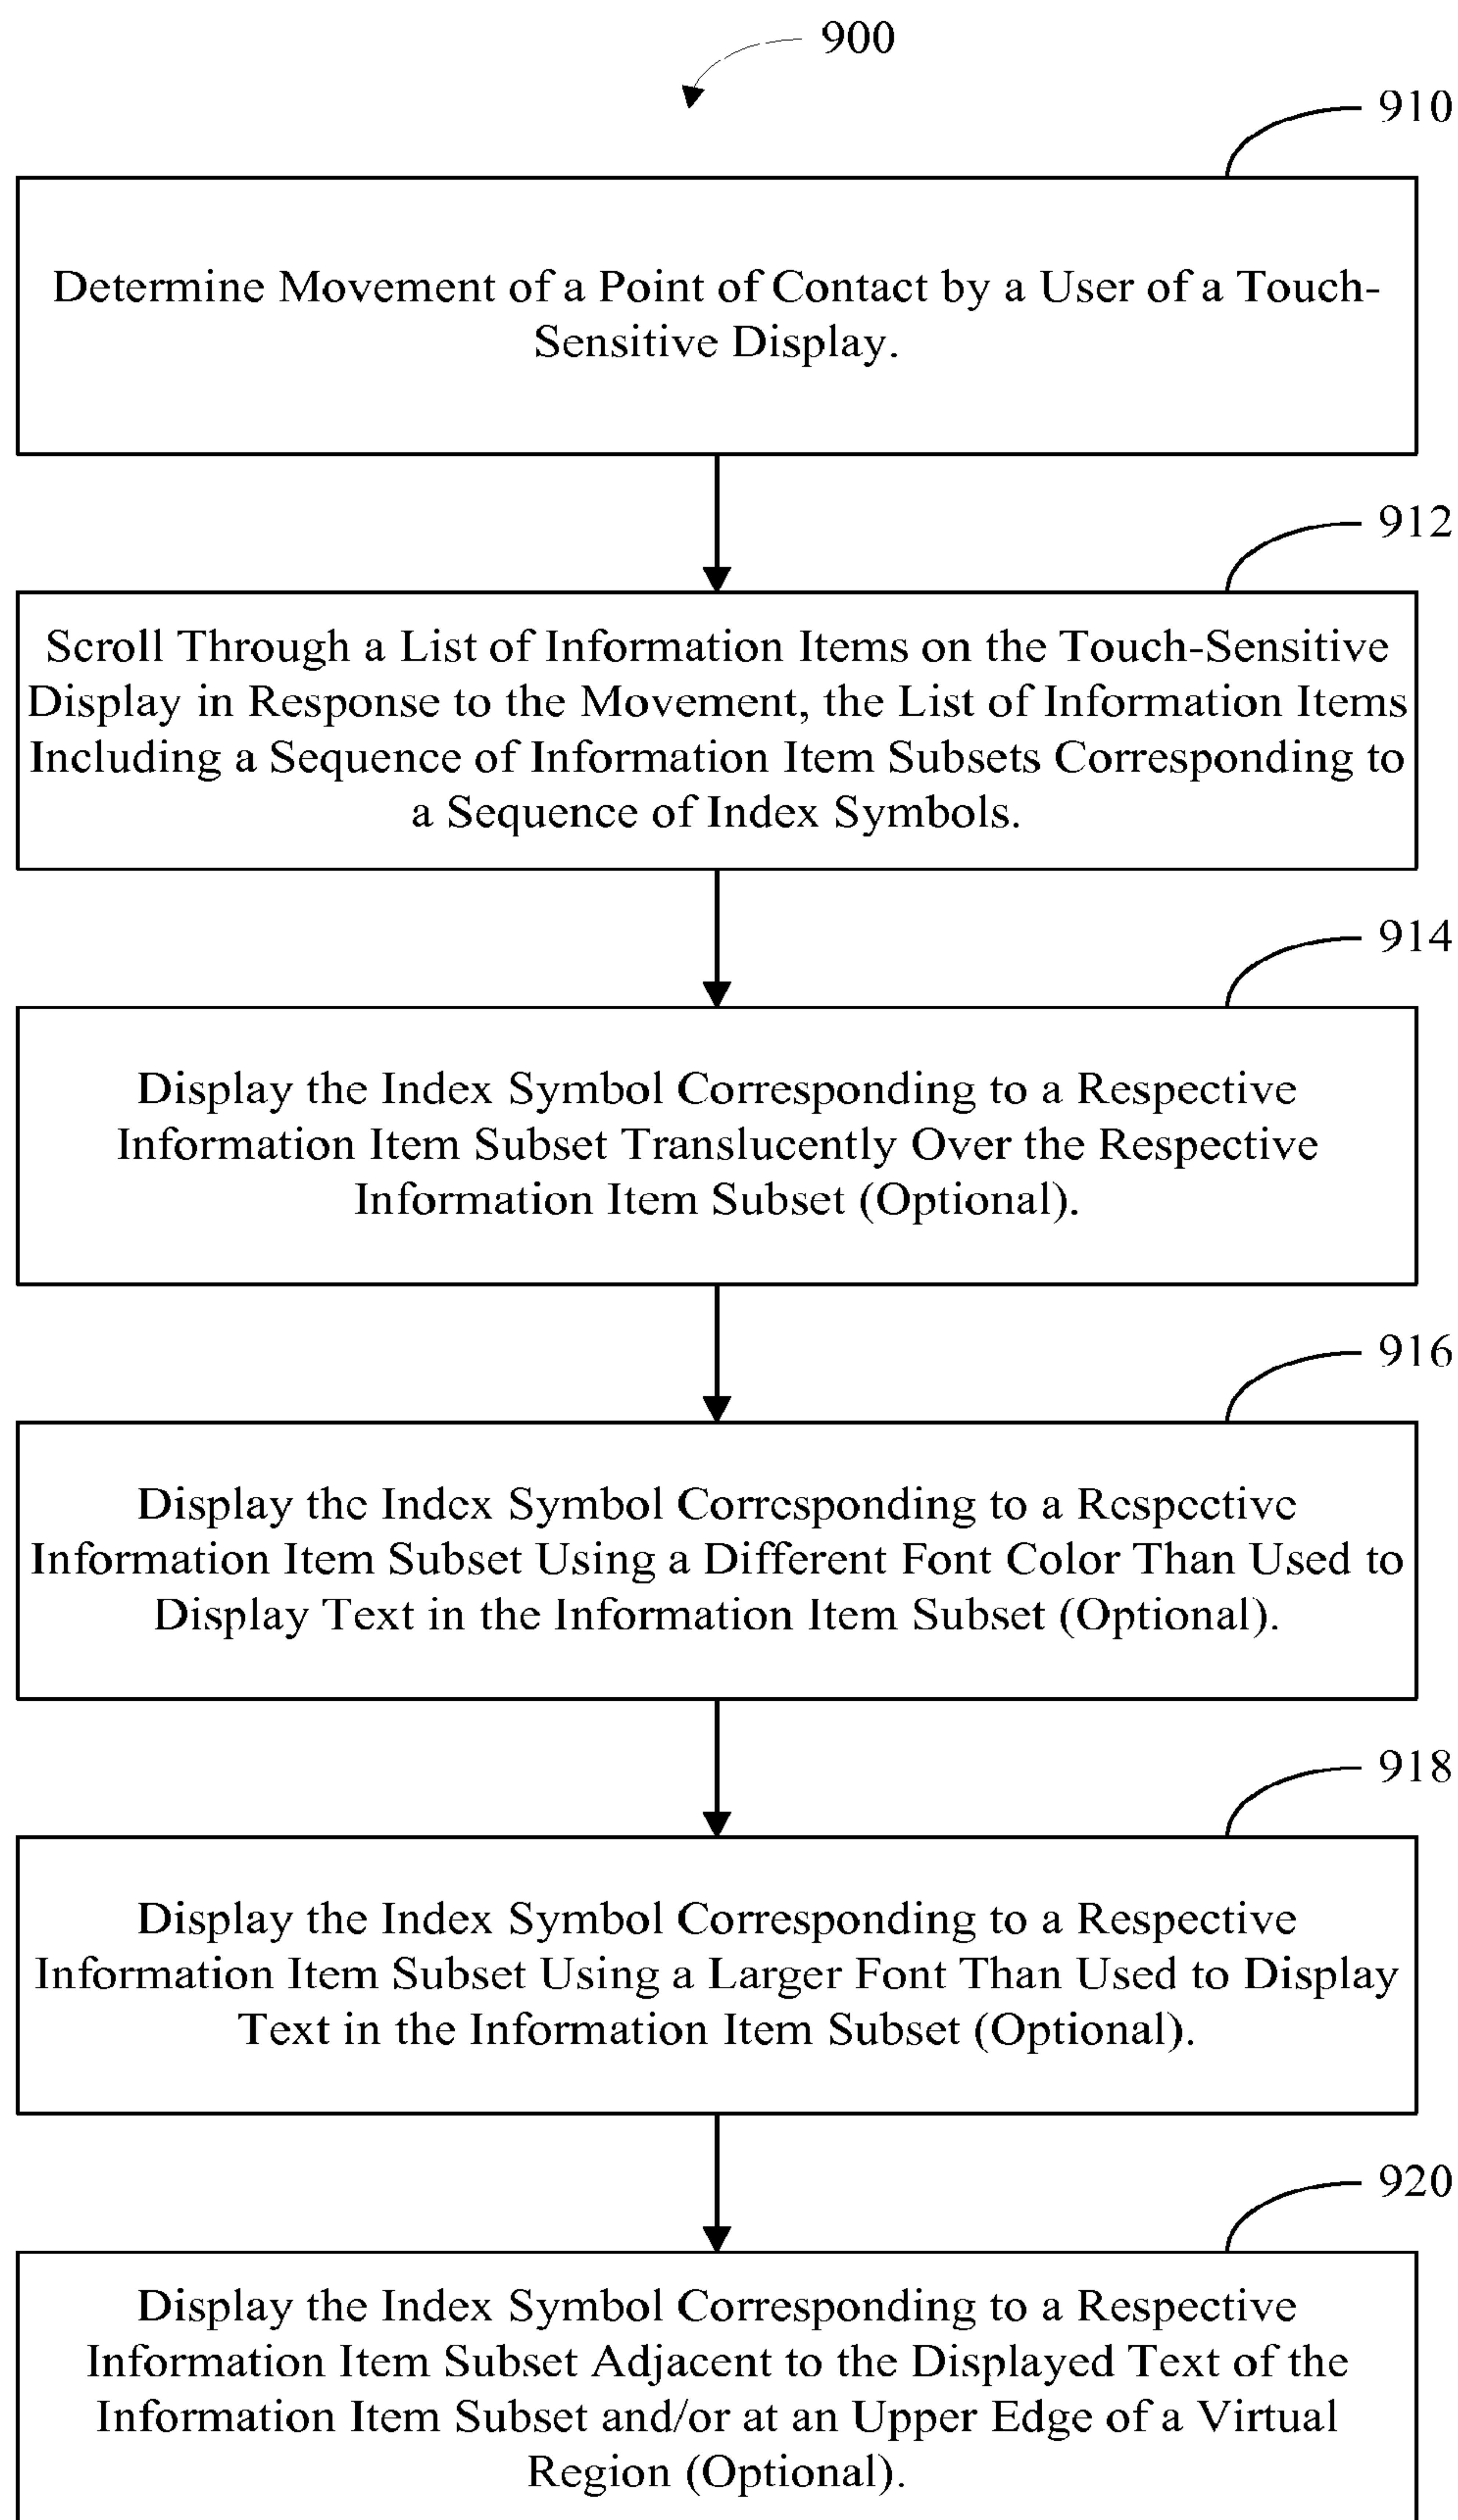 900
910
Determine Movement of a Point of Contact by a User of a Touch-
Sensitive Display.
912
Scroll Through a List of Information Items on the Touch-Sensitive
Display in Response to the Movement, the List of Information Items
Including a Sequence of Information Item Subsets Corresponding to
a Sequence of Index Symbols.
914
Display the Index Symbol Corresponding to a Respective
Information Item Subset Translucently Over the Respective
Information Item Subset (Optional).
916
Display the Index Symbol Corresponding to a Respective
Information Item Subset Using a Different Font Color Than Used to
Display Text in the Information Item Subset (Optional).
918
Display the Index Symbol Corresponding to a Respective
Information Item Subset Using a Larger Font Than Used to Display
Text in the Information Item Subset (Optional).
920
Display the Index Symbol Corresponding to a Respective
Information Item Subset Adjacent to the Displayed Text of the
Information Item Subset and/or at an Upper Edge of a Virtual
Region (Optional).